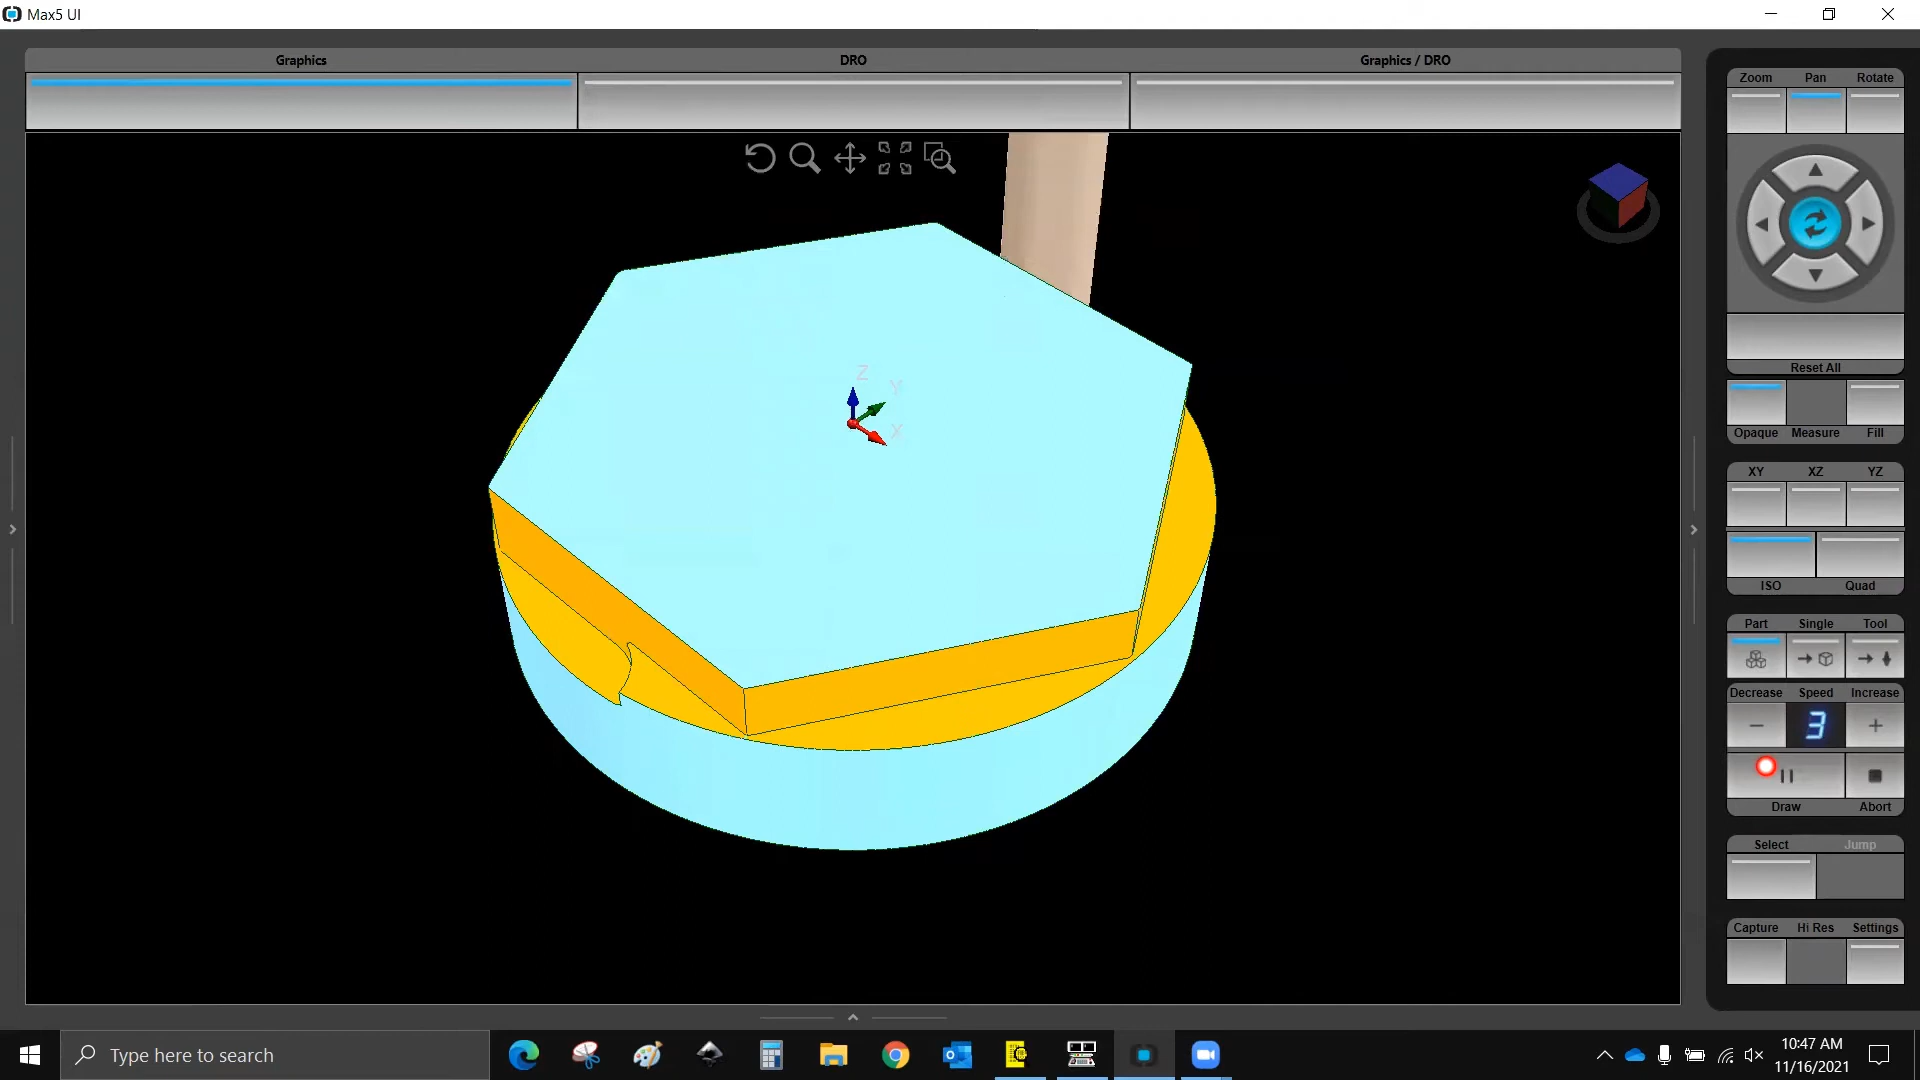 Max5 UI
Graphics
DRO
Graphics / DRO
Zoom Pan Rotate
Reset All
Opaque Measure Fill
XY XZ YZ
ISO Quad
Part Single Tool
Decrease Speed Increase
3
Draw Abort
Select Jump
Capture Hi Res Settings
Z
Y
X
Type here to search
10:47 AM
11/16/2021